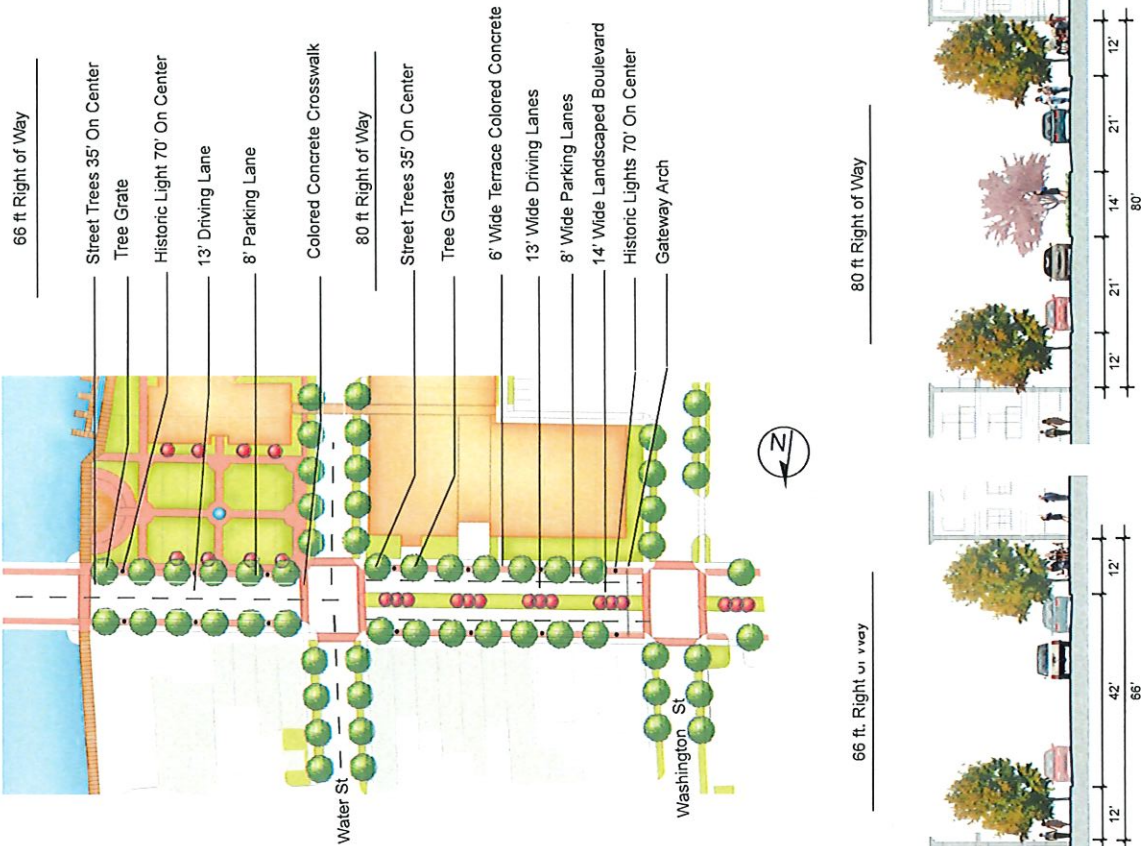 66 ft Right of Way
Street Trees 35' On Center
Tree Grate
Historic Light 70' On Center
13' Driving Lane
8' Parking Lane
Colored Concrete Crosswalk
80 ft Right of Way
Street Trees 35' On Center
Tree Grates
6' Wide Terrace Colored Concrete
13' Wide Driving Lanes
8' Wide Parking Lanes
14' Wide Landscaped Boulevard
Historic Lights 70' On Center
Gateway Arch
Water St
Washington St
N
66 ft. Right of Way
12'
42'
12'
66'
80 ft Right of Way
12'
21'
14'
21'
12'
80'